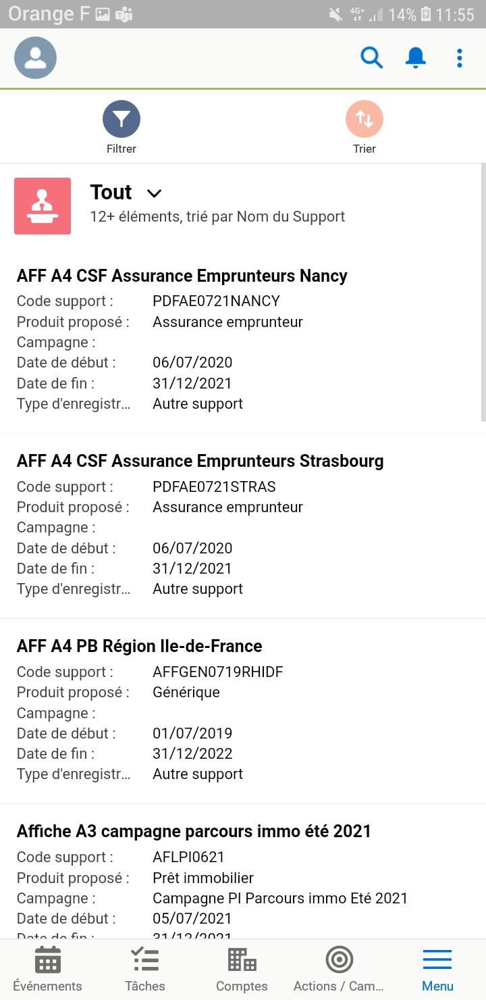 Orange F 4G+ 14% 11:55
Filtrer Trier
Tout
12+ éléments, trié par Nom du Support
AFF A4 CSF Assurance Emprunteurs Nancy
Code support : PDFAE0721NANCY
Produit proposé : Assurance emprunteur
Campagne :
Date de début : 06/07/2020
Date de fin : 31/12/2021
Type d'enregistr... Autre support
AFF A4 CSF Assurance Emprunteurs Strasbourg
Code support : PDFAE0721STRAS
Produit proposé : Assurance emprunteur
Campagne :
Date de début : 06/07/2020
Date de fin : 31/12/2021
Type d'enregistr... Autre support
AFF A4 PB Région Ile-de-France
Code support : AFFGEN0719RHIDF
Produit proposé : Générique
Campagne :
Date de début : 01/07/2019
Date de fin : 31/12/2022
Type d'enregistr... Autre support
Affiche A3 campagne parcours immo été 2021
Code support : AFLPI0621
Produit proposé : Prêt immobilier
Campagne : Campagne PI Parcours immo Eté 2021
Date de début : 05/07/2021
Date de fin : 31/12/2021
Événements Tâches Comptes Actions / Cam... Menu